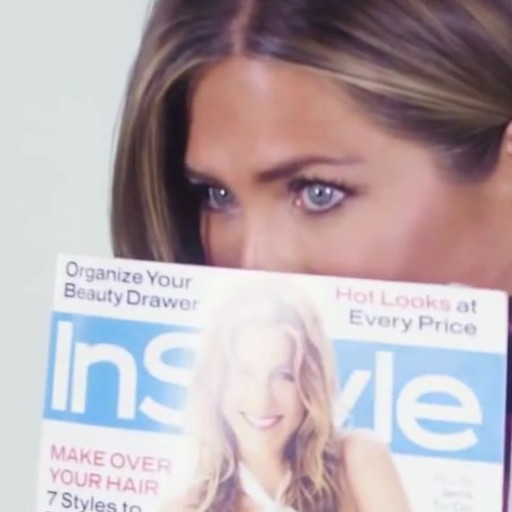 Organize Your
Beauty Drawer
Hot Looks at
Every Price
InStyle
MAKE OVER
YOUR HAIR
7 Styles to